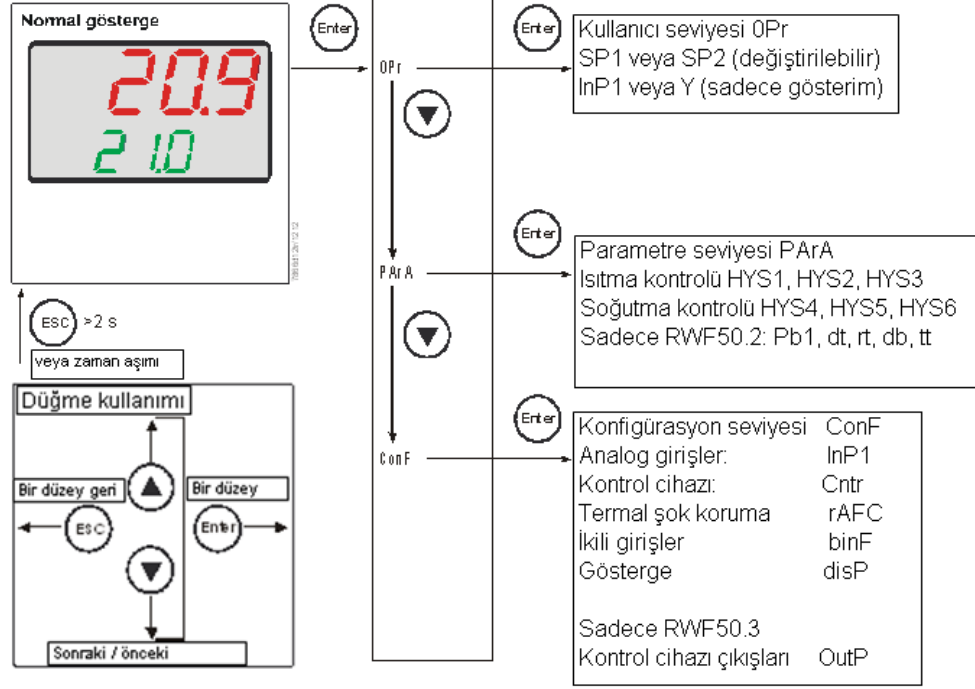 Normal gösterge
20.9
21.0
Enter
ESC >2 s
veya zaman aşımı
Düğme kullanımı
Bir düzey geri
Bir düzey
ESC
Enter
Sonraki / önceki
OPr
PArA
ConF
Enter
Kullanıcı seviyesi 0Pr
SP1 veya SP2 (değiştirilebilir)
InP1 veya Y (sadece gösterim)
Enter
Parametre seviyesi PArA
Isıtma kontrolü HYS1, HYS2, HYS3
Soğutma kontrolü HYS4, HYS5, HYS6
Sadece RWF50.2: Pb1, dt, rt, db, tt
Enter
Konfigürasyon seviyesi ConF
Analog girişler: InP1
Kontrol cihazı: Cntr
Termal şok koruma rAFC
İkili girişler binF
Gösterge disP
Sadece RWF50.3
Kontrol cihazı çıkışları OutP